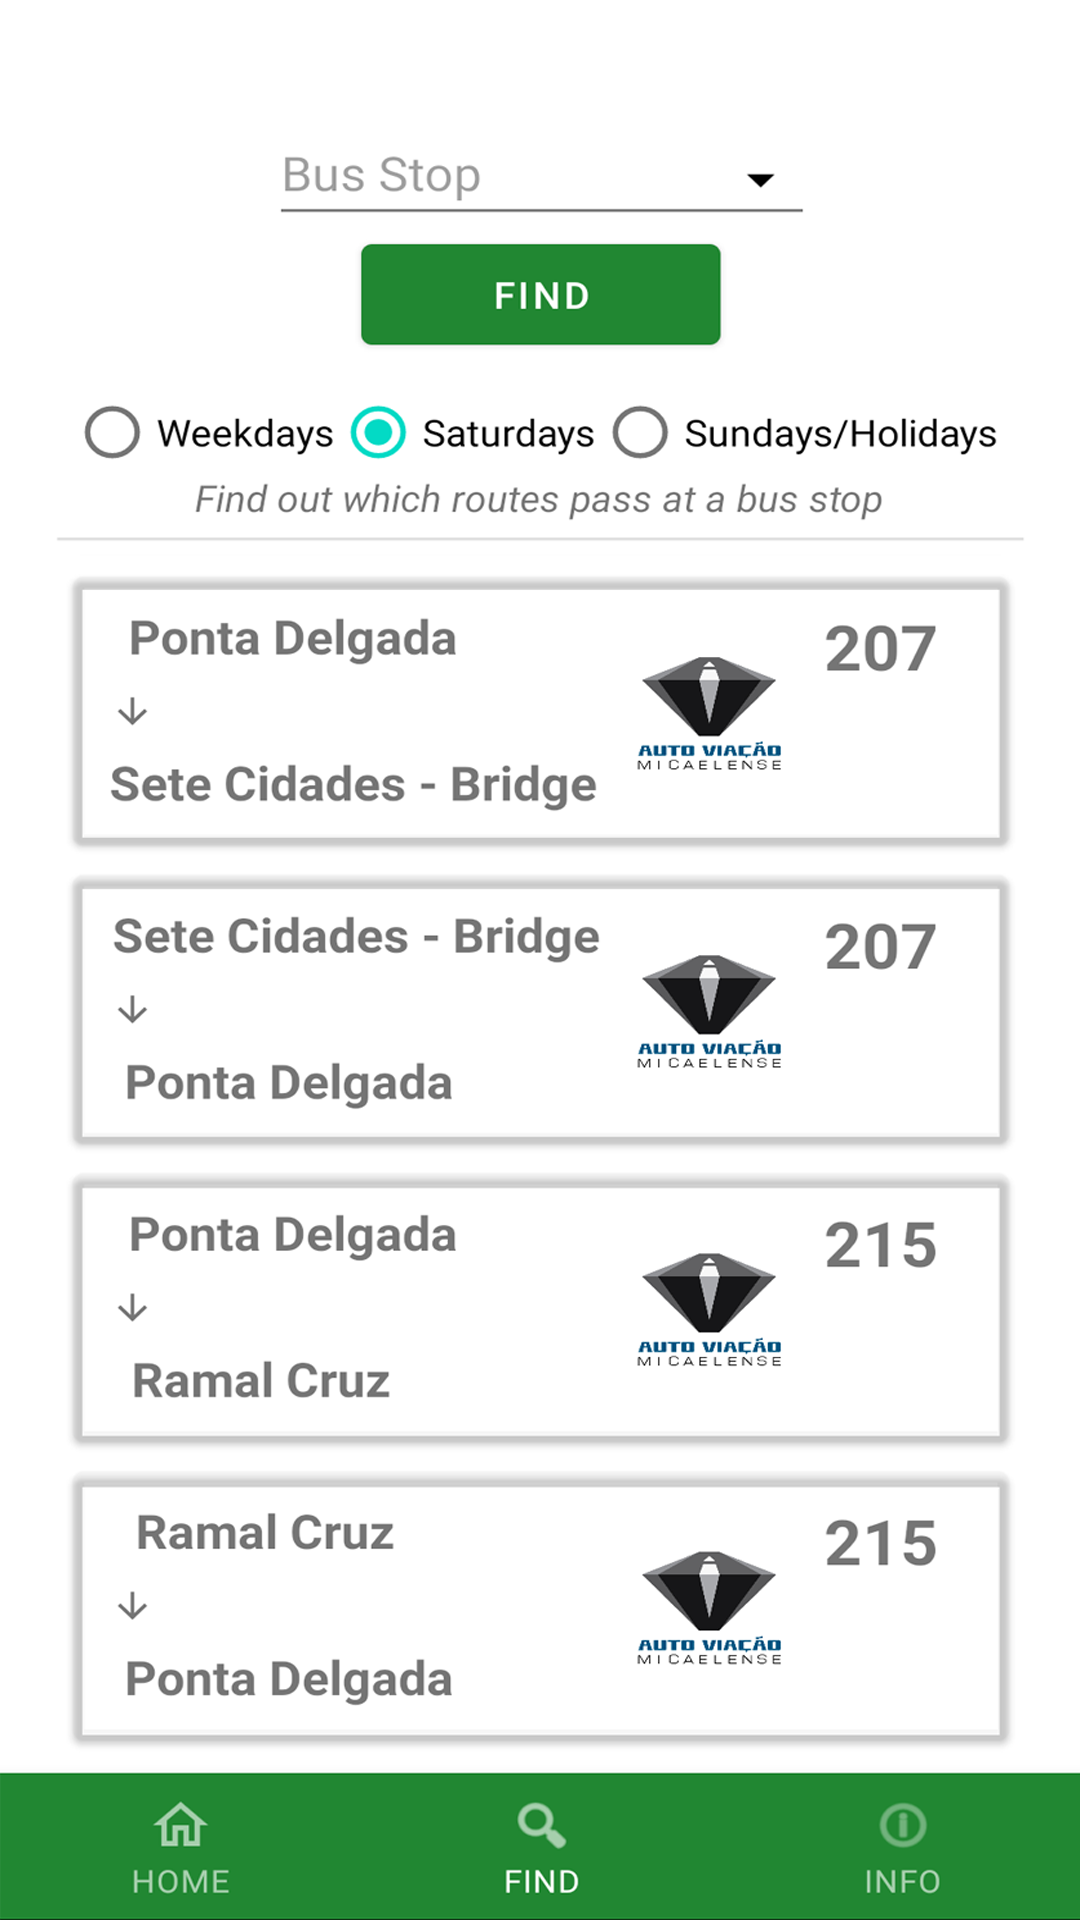 Bus Stop
FIND
Weekdays Saturdays Sundays/Holidays
Find out which routes pass at a bus stop
Ponta Delgada
207
AUTO VIAÇÃO
MICAELENSE
Sete Cidades - Bridge
Sete Cidades - Bridge
207
AUTO VIAÇÃO
MICAELENSE
Ponta Delgada
Ponta Delgada
215
AUTO VIAÇÃO
MICAELENSE
Ramal Cruz
Ramal Cruz
215
AUTO VIAÇÃO
MICAELENSE
Ponta Delgada
HOME FIND INFO